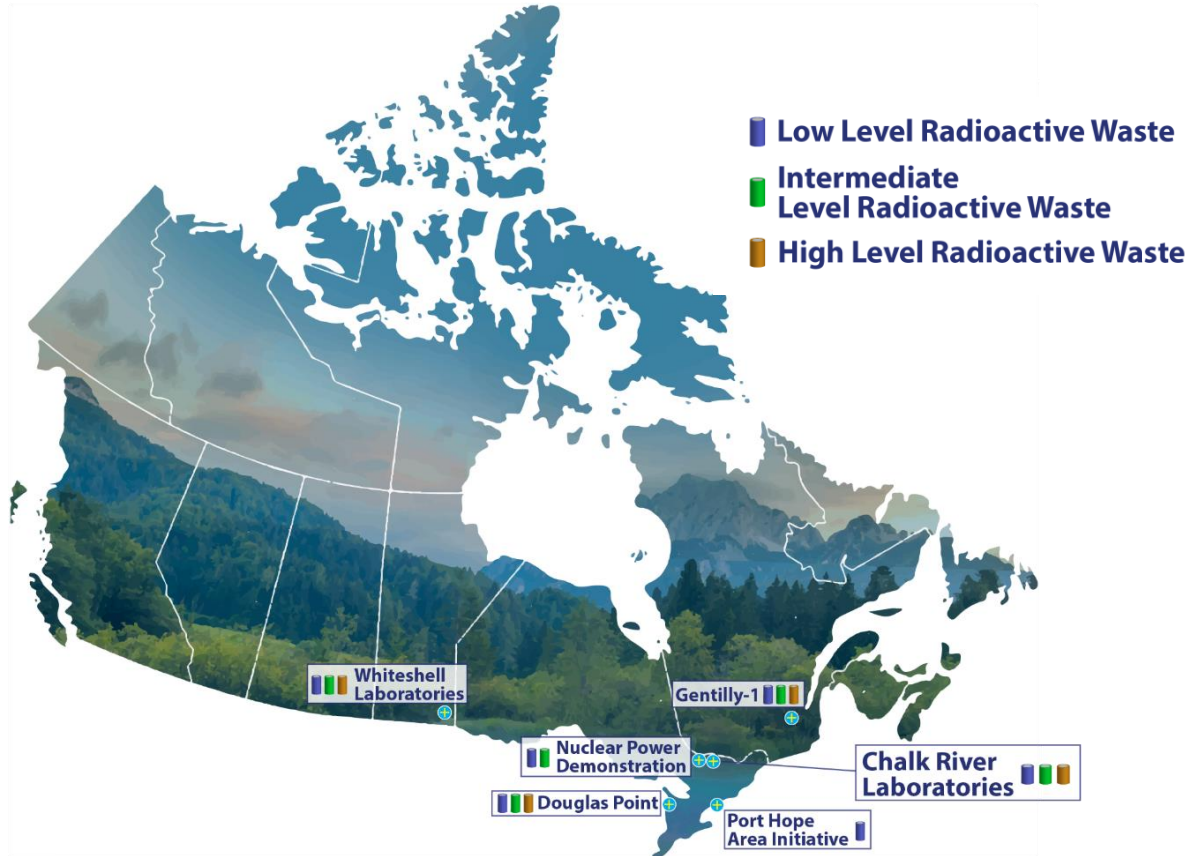 Low Level Radioactive Waste
Intermediate
Level Radioactive Waste
High Level Radioactive Waste
Whiteshell
Laboratories
Gentilly-1
Nuclear Power
Demonstration
Chalk River
Laboratories
Douglas Point
Port Hope
Area Initiative